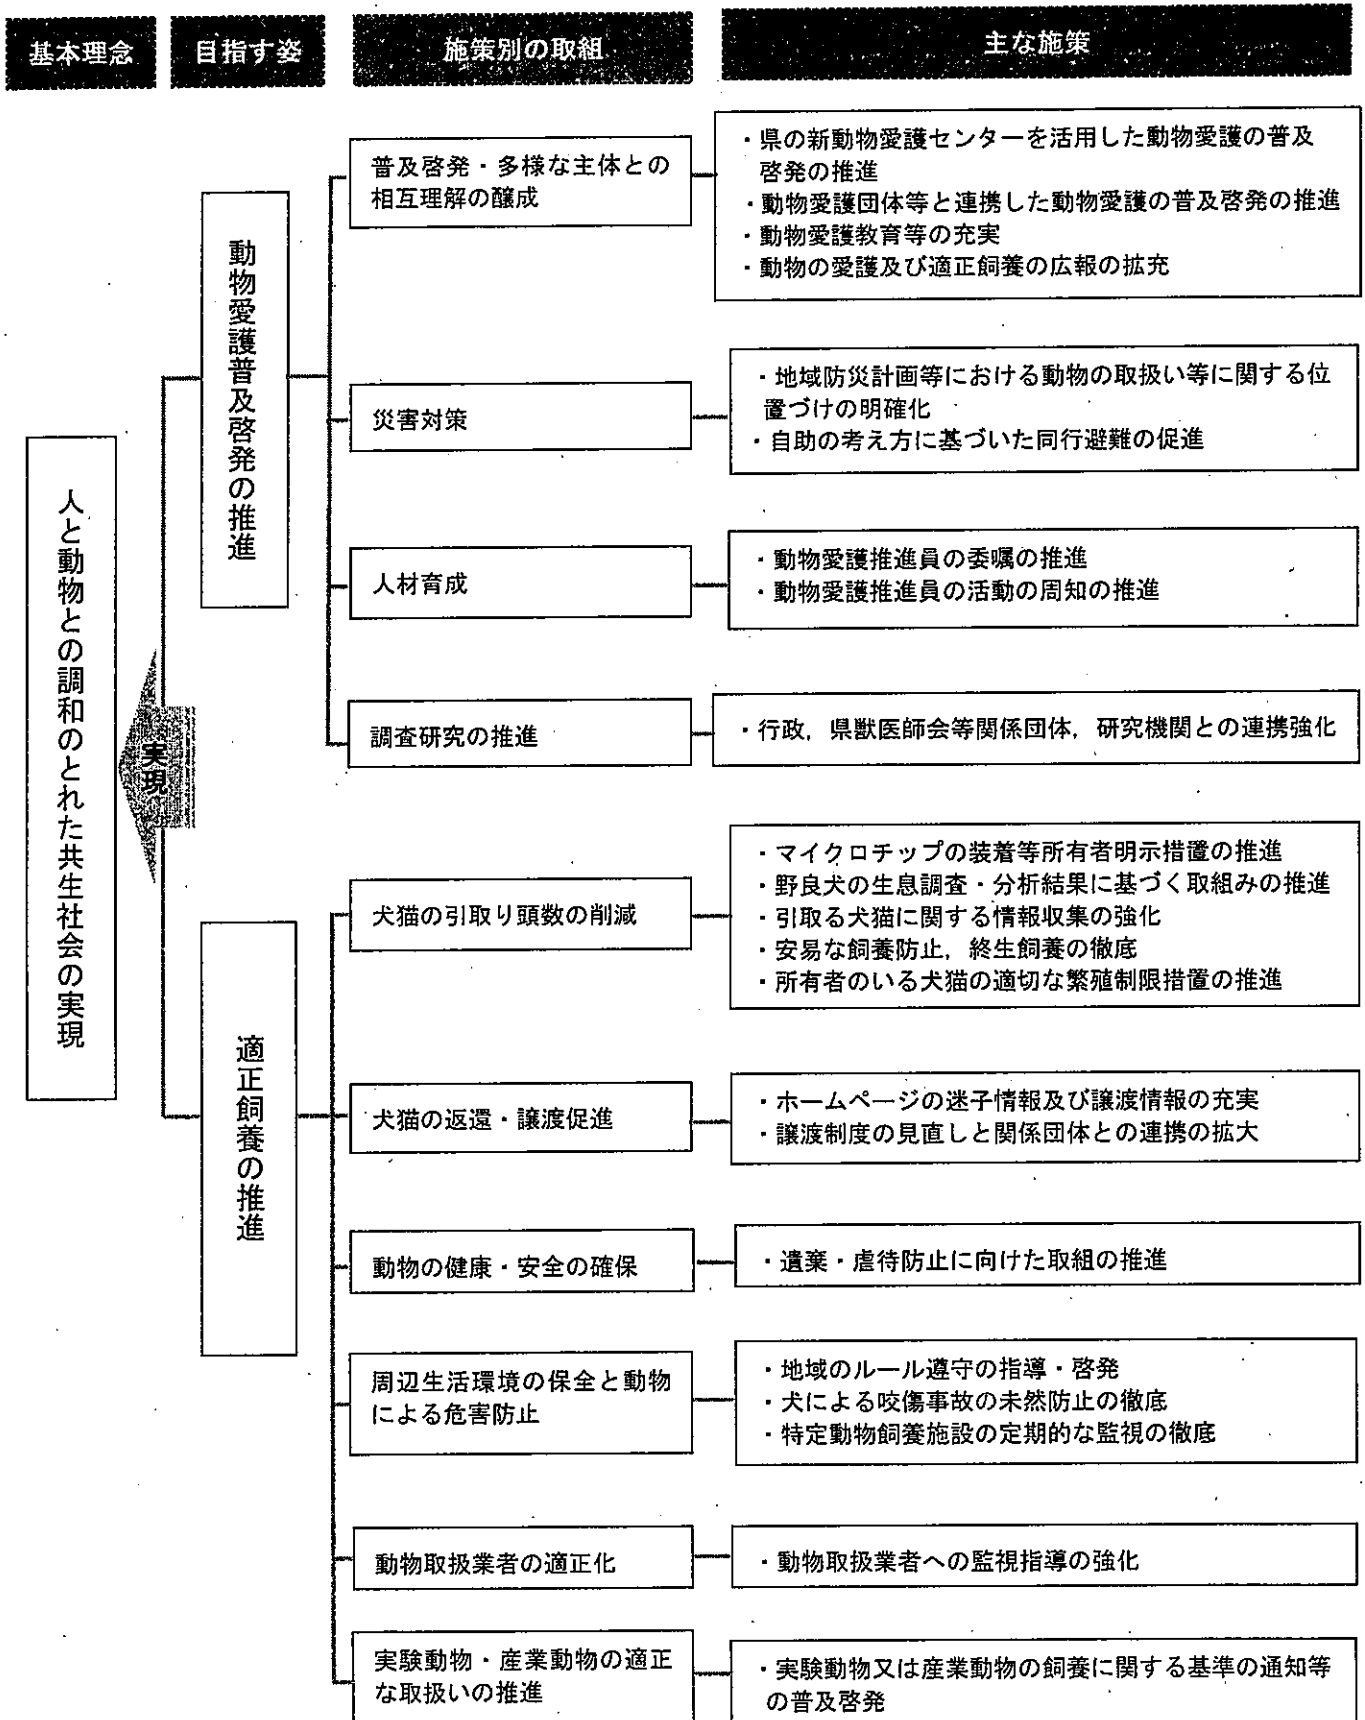 基本理念
目指す姿
施策別の取組
主な施策
人と動物との調和のとれた共生社会の実現
実現
動物愛護普及啓発の推進
普及啓発・多様な主体との
相互理解の醸成
・県の新動物愛護センターを活用した動物愛護の普及
啓発の推進
・動物愛護団体等と連携した動物愛護の普及啓発の推進
・動物愛護教育等の充実
・動物の愛護及び適正飼養の広報の拡充
災害対策
・地域防災計画等における動物の取扱い等に関する位
置づけの明確化
・自助の考え方に基づいた同行避難の促進
人材育成
・動物愛護推進員の委嘱の推進
・動物愛護推進員の活動の周知の推進
調査研究の推進
・行政，県獣医師会等関係団体，研究機関との連携強化
適正飼養の推進
犬猫の引取り頭数の削減
・マイクロチップの装着等所有者明示措置の推進
・野良犬の生息調査・分析結果に基づく取組みの推進
・引取る犬猫に関する情報収集の強化
・安易な飼養防止，終生飼養の徹底
・所有者のいる犬猫の適切な繁殖制限措置の推進
犬猫の返還・譲渡促進
・ホームページの迷子情報及び譲渡情報の充実
・譲渡制度の見直しと関係団体との連携の拡大
動物の健康・安全の確保
・遺棄・虐待防止に向けた取組の推進
周辺生活環境の保全と動物
による危害防止
・地域のルール遵守の指導・啓発
・犬による咬傷事故の未然防止の徹底
・特定動物飼養施設の定期的な監視の徹底
動物取扱業者の適正化
・動物取扱業者への監視指導の強化
実験動物・産業動物の適正
な取扱いの推進
・実験動物又は産業動物の飼養に関する基準の通知等
の普及啓発